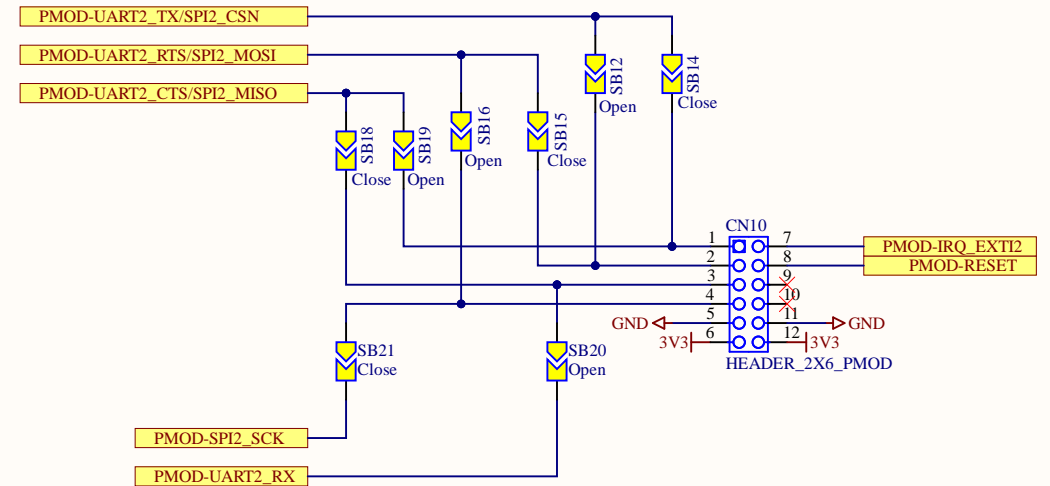 PMOD-UART2_TX/SPI2_CSN
PMOD-UART2_RTS/SPI2_MOSI
PMOD-UART2_CTS/SPI2_MISO
SB12
Open
SB14
Close
SB16
Open
SB15
Close
SB18
Close
SB19
Open
CN10
1 7
2 8
3 9
4 10
5 11
6 12
PMOD-IRQ_EXTI2
PMOD-RESET
GND GND
3V3 3V3
HEADER_2X6_PMOD
SB21
Close
SB20
Open
PMOD-SPI2_SCK
PMOD-UART2_RX